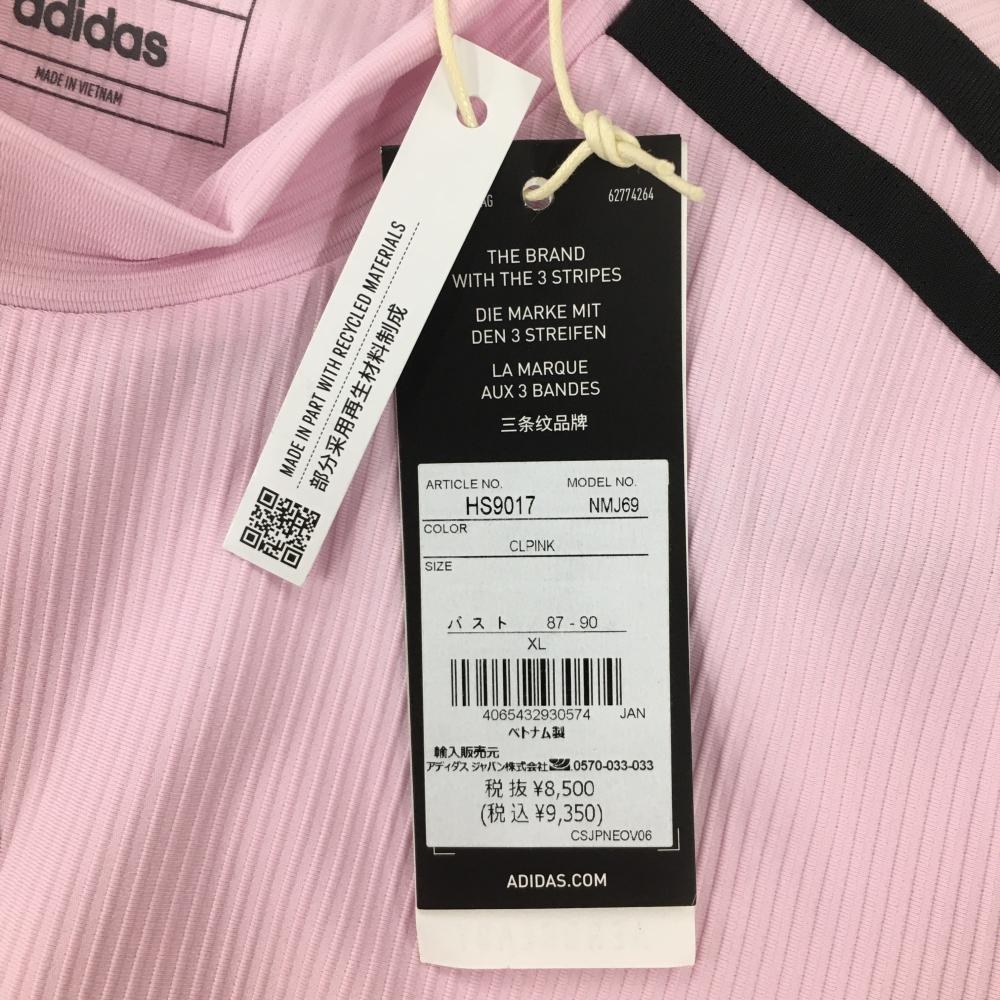 adidas
MADE IN VIETNAM
MADE IN PART WITH RECYCLED MATERIALS
部分采用再生材料制成
62774264
THE BRAND
WITH THE 3 STRIPES
DIE MARKE MIT
DEN 3 STREIFEN
LA MARQUE
AUX 3 BANDES
三条纹品牌
ARTICLE NO. MODEL NO.
HS9017 NMJ69
COLOR
CLPINK
SIZE
バスト 87 - 90
XL
4065432930574 JAN
ベトナム製
輸入販売元
アディダス ジャパン株式会社 0570-033-033
税抜 ¥8,500
(税込 ¥9,350)
CSJPNEOV06
ADIDAS.COM